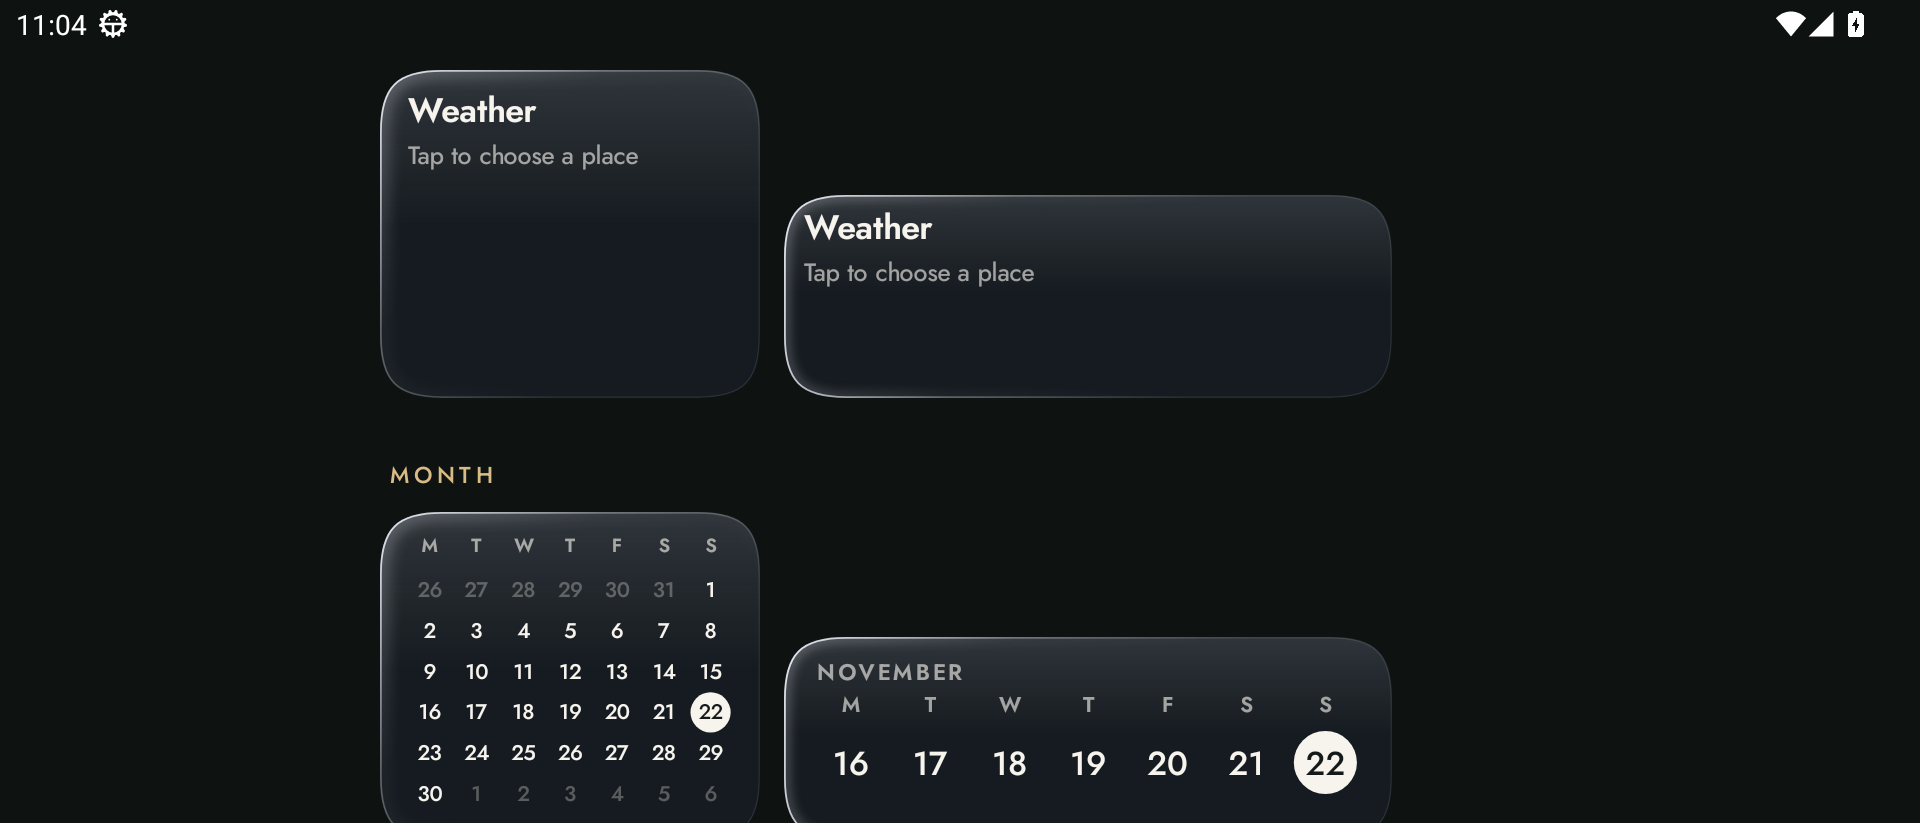 11:04
Weather
Tap to choose a place
Weather
Tap to choose a place
MONTH
M T W T F S S
26 27 28 29 30 31 1
2 3 4 5 6 7 8
9 10 11 12 13 14 15
16 17 18 19 20 21 22
23 24 25 26 27 28 29
30 1 2 3 4 5 6
NOVEMBER
M T W T F S S
16 17 18 19 20 21 22